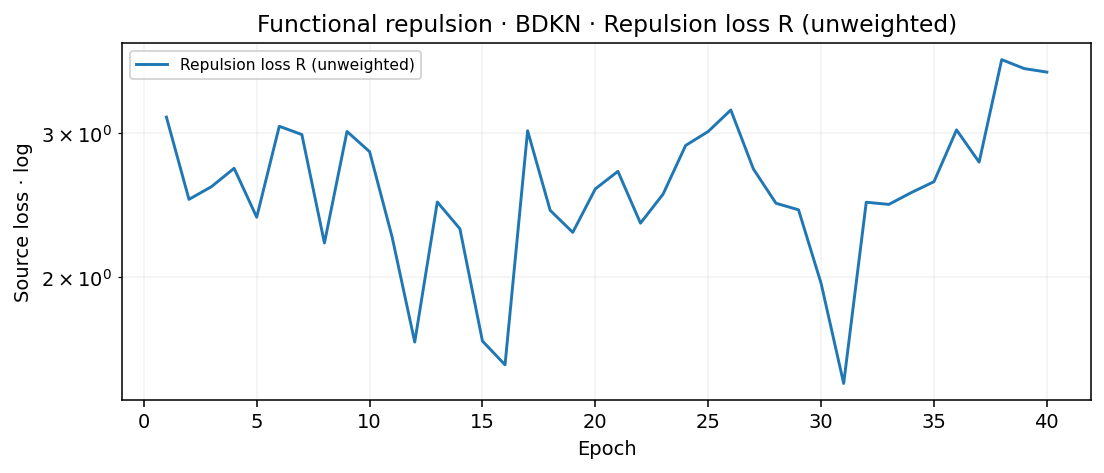 Functional repulsion · BDKN · Repulsion loss R (unweighted)
Repulsion loss R (unweighted)
Source loss · log
3 × 10⁰
2 × 10⁰
0 5 10 15 20 25 30 35 40
Epoch